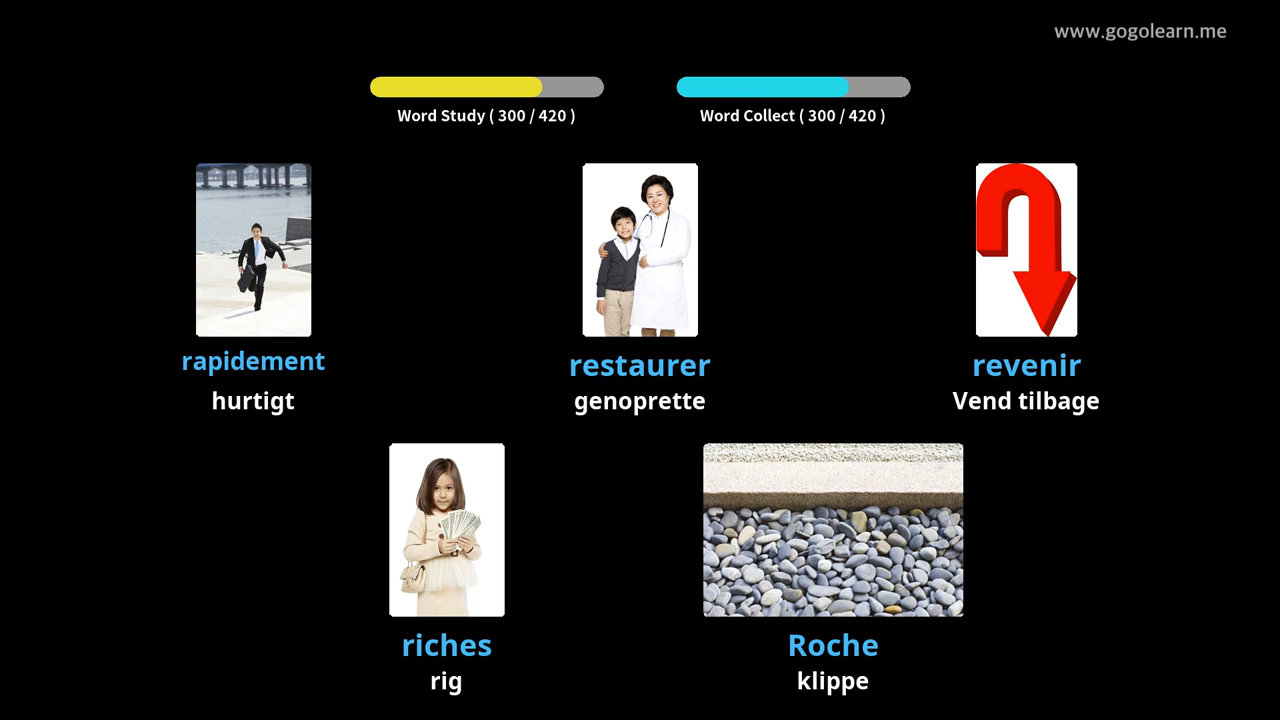 www.gogolearn.me
Word Study ( 300 / 420 )
Word Collect ( 300 / 420 )
rapidement
hurtigt
restaurer
genoprette
revenir
Vend tilbage
riches
rig
Roche
klippe